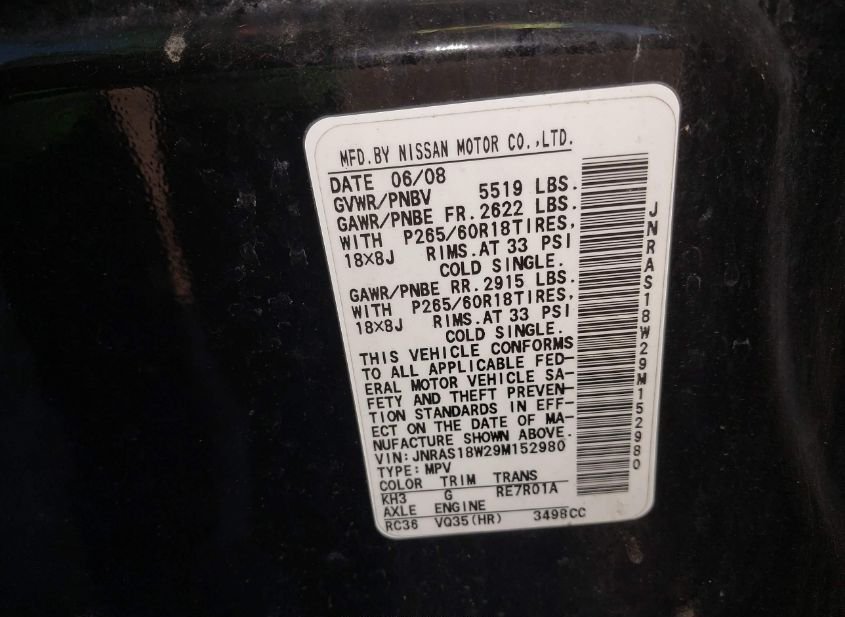 MFD.BY NISSAN MOTOR CO.,LTD.
DATE 06/08
GVWR/PNBV 5519 LBS.
GAWR/PNBE FR.2622 LBS.
WITH P265/60R18TIRES,
18×8J RIMS.AT 33 PSI
COLD SINGLE.
GAWR/PNBE RR.2915 LBS.
WITH P265/60R18TIRES,
18×8J RIMS.AT 33 PSI
COLD SINGLE.
THIS VEHICLE CONFORMS
TO ALL APPLICABLE FED-
ERAL MOTOR VEHICLE SA-
FETY AND THEFT PREVEN-
TION STANDARDS IN EFF-
ECT ON THE DATE OF MA-
NUFACTURE SHOWN ABOVE.
VIN:JNRAS18W29M152980
TYPE:MPV
COLOR TRIM TRANS
KH3 G RE7R01A
AXLE ENGINE
RC36 VQ35(HR) 3498CC
JNRAS18W29M152980